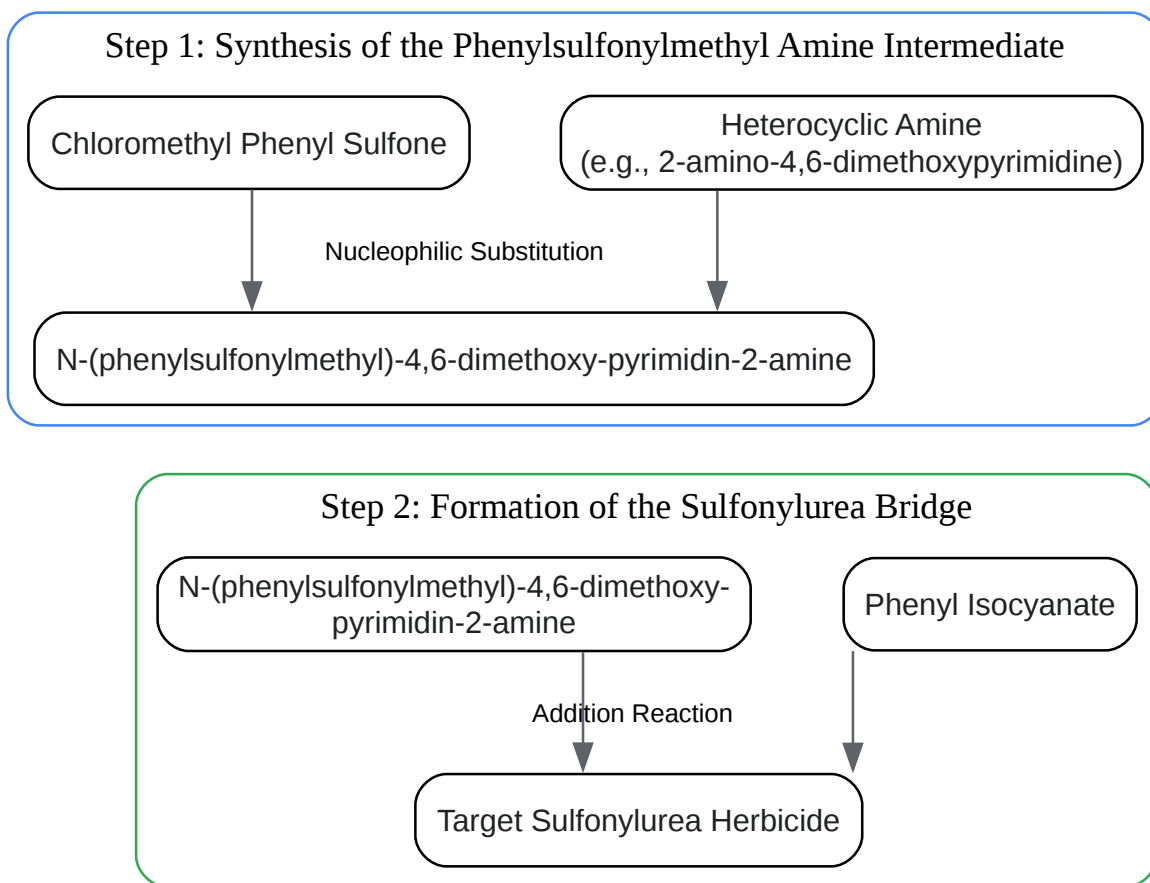 Step 1: Synthesis of the Phenylsulfonylmethyl Amine Intermediate
Chloromethyl Phenyl Sulfone
Heterocyclic Amine
(e.g., 2-amino-4,6-dimethoxypyrimidine)
Nucleophilic Substitution
N-(phenylsulfonylmethyl)-4,6-dimethoxy-pyrimidin-2-amine
Step 2: Formation of the Sulfonylurea Bridge
N-(phenylsulfonylmethyl)-4,6-dimethoxy-
pyrimidin-2-amine
Phenyl Isocyanate
Addition Reaction
Target Sulfonylurea Herbicide